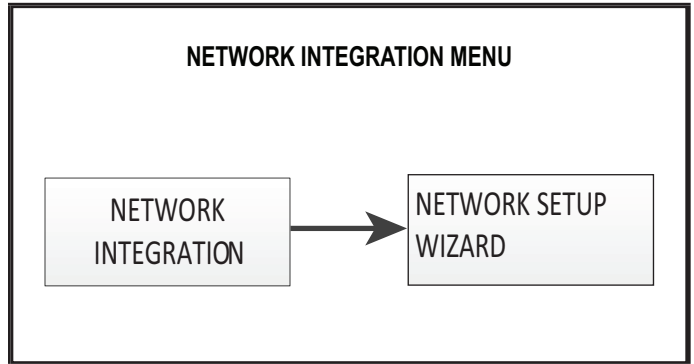 NETWORK INTEGRATION MENU
NETWORK
INTEGRATION
NETWORK SETUP
WIZARD